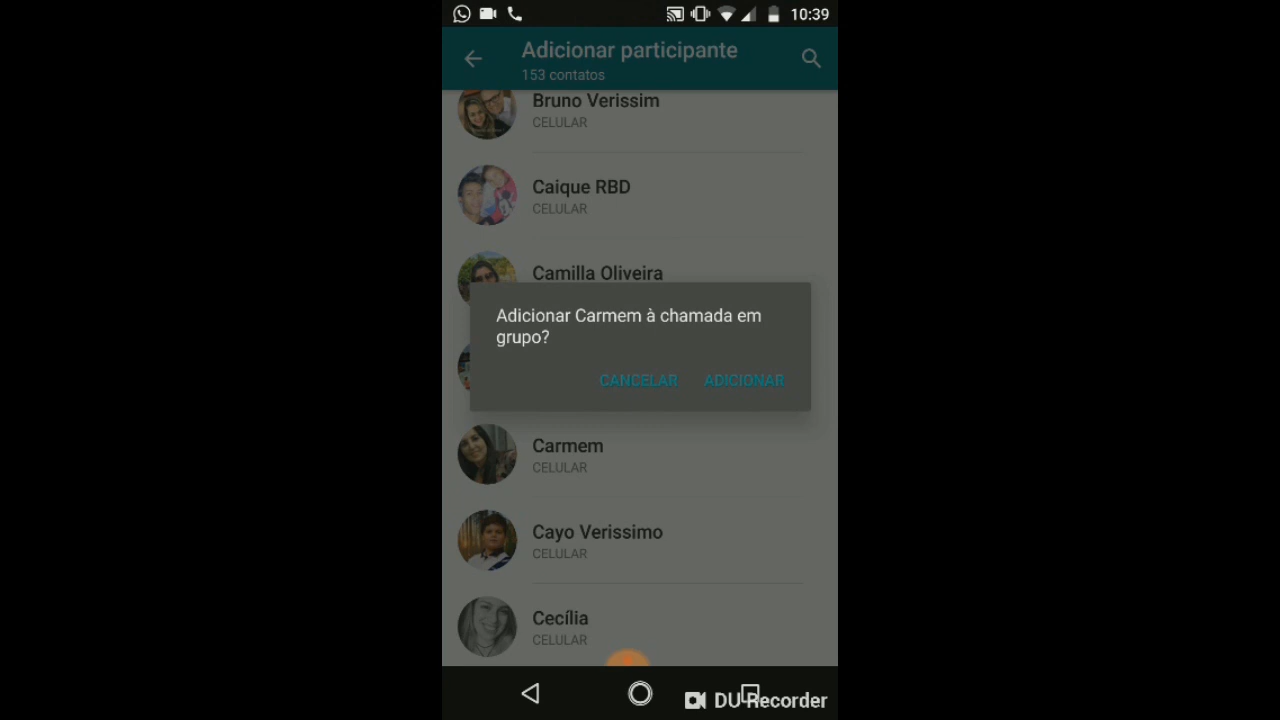 10:39
Adicionar participante
153 contatos
Bruno Verissim
CELULAR
Caique RBD
CELULAR
Camilla Oliveira
Adicionar Carmem à chamada em
grupo?
CANCELAR ADICIONAR
Carmem
CELULAR
Cayo Verissimo
CELULAR
Cecília
CELULAR
DU Recorder